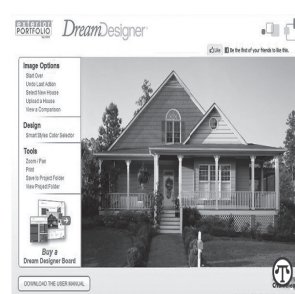 exterior
PORTFOLIO
DreamDesigner
Like
Be the first of your friends to like this.
Image Options
Start Over
Undo Last Action
Select New House
Upload a House
View a Comparison
Design
Smart Styles Color Selector
Tools
Zoom / Pan
Print
Save to Project Folder
View Project Folder
Buy a
Dream Designer Board
DOWNLOAD THE USER MANUAL